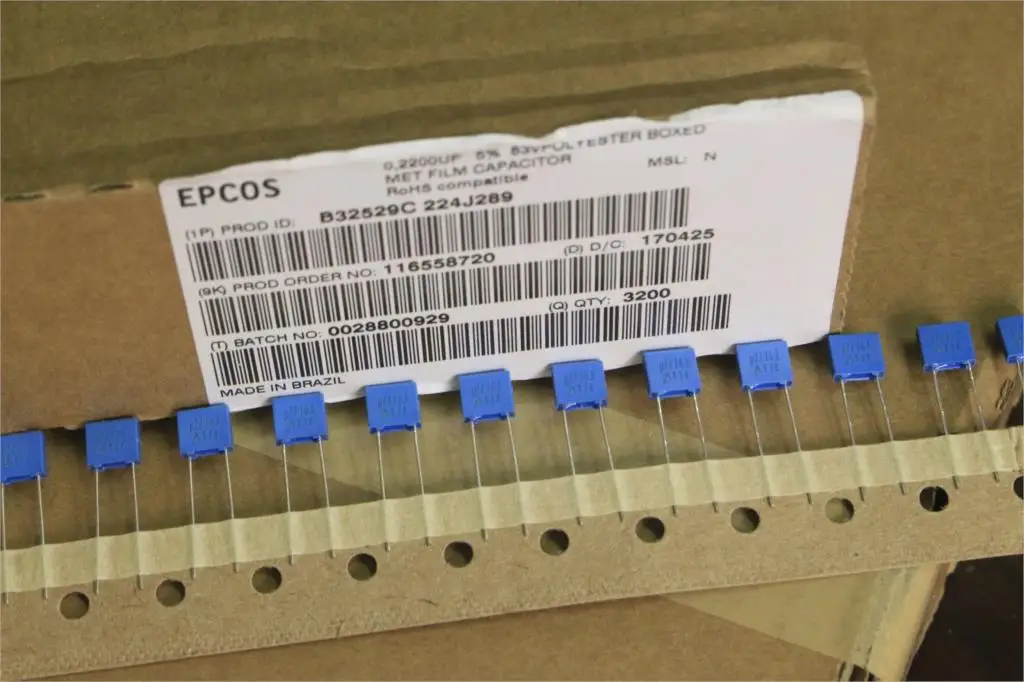 EPCOS
0,2200UF 5% 63VPOLYESTER BOXED
MET FILM CAPACITOR
RoHS compatible
MSL: N
(1P) PROD ID: B32529C 224J289
(9K) PROD ORDER NO: 116558720 (D) D/C: 170425
(T) BATCH NO: 0028800929 (Q) QTY: 3200
MADE IN BRAZIL